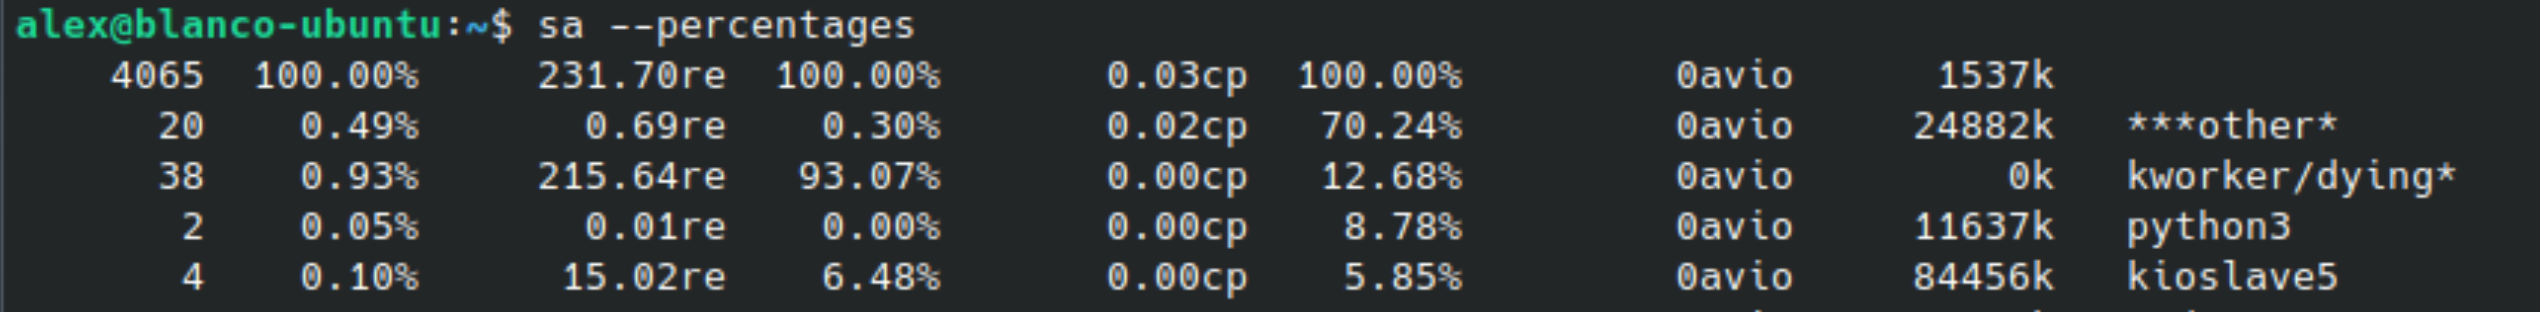 alex@blanco-ubuntu:~$ sa --percentages
4065 100.00% 231.70re 100.00% 0.03cp 100.00% 0avio 1537k
20 0.49% 0.69re 0.30% 0.02cp 70.24% 0avio 24882k ***other*
38 0.93% 215.64re 93.07% 0.00cp 12.68% 0avio 0k kworker/dying*
2 0.05% 0.01re 0.00% 0.00cp 8.78% 0avio 11637k python3
4 0.10% 15.02re 6.48% 0.00cp 5.85% 0avio 84456k kioslave5